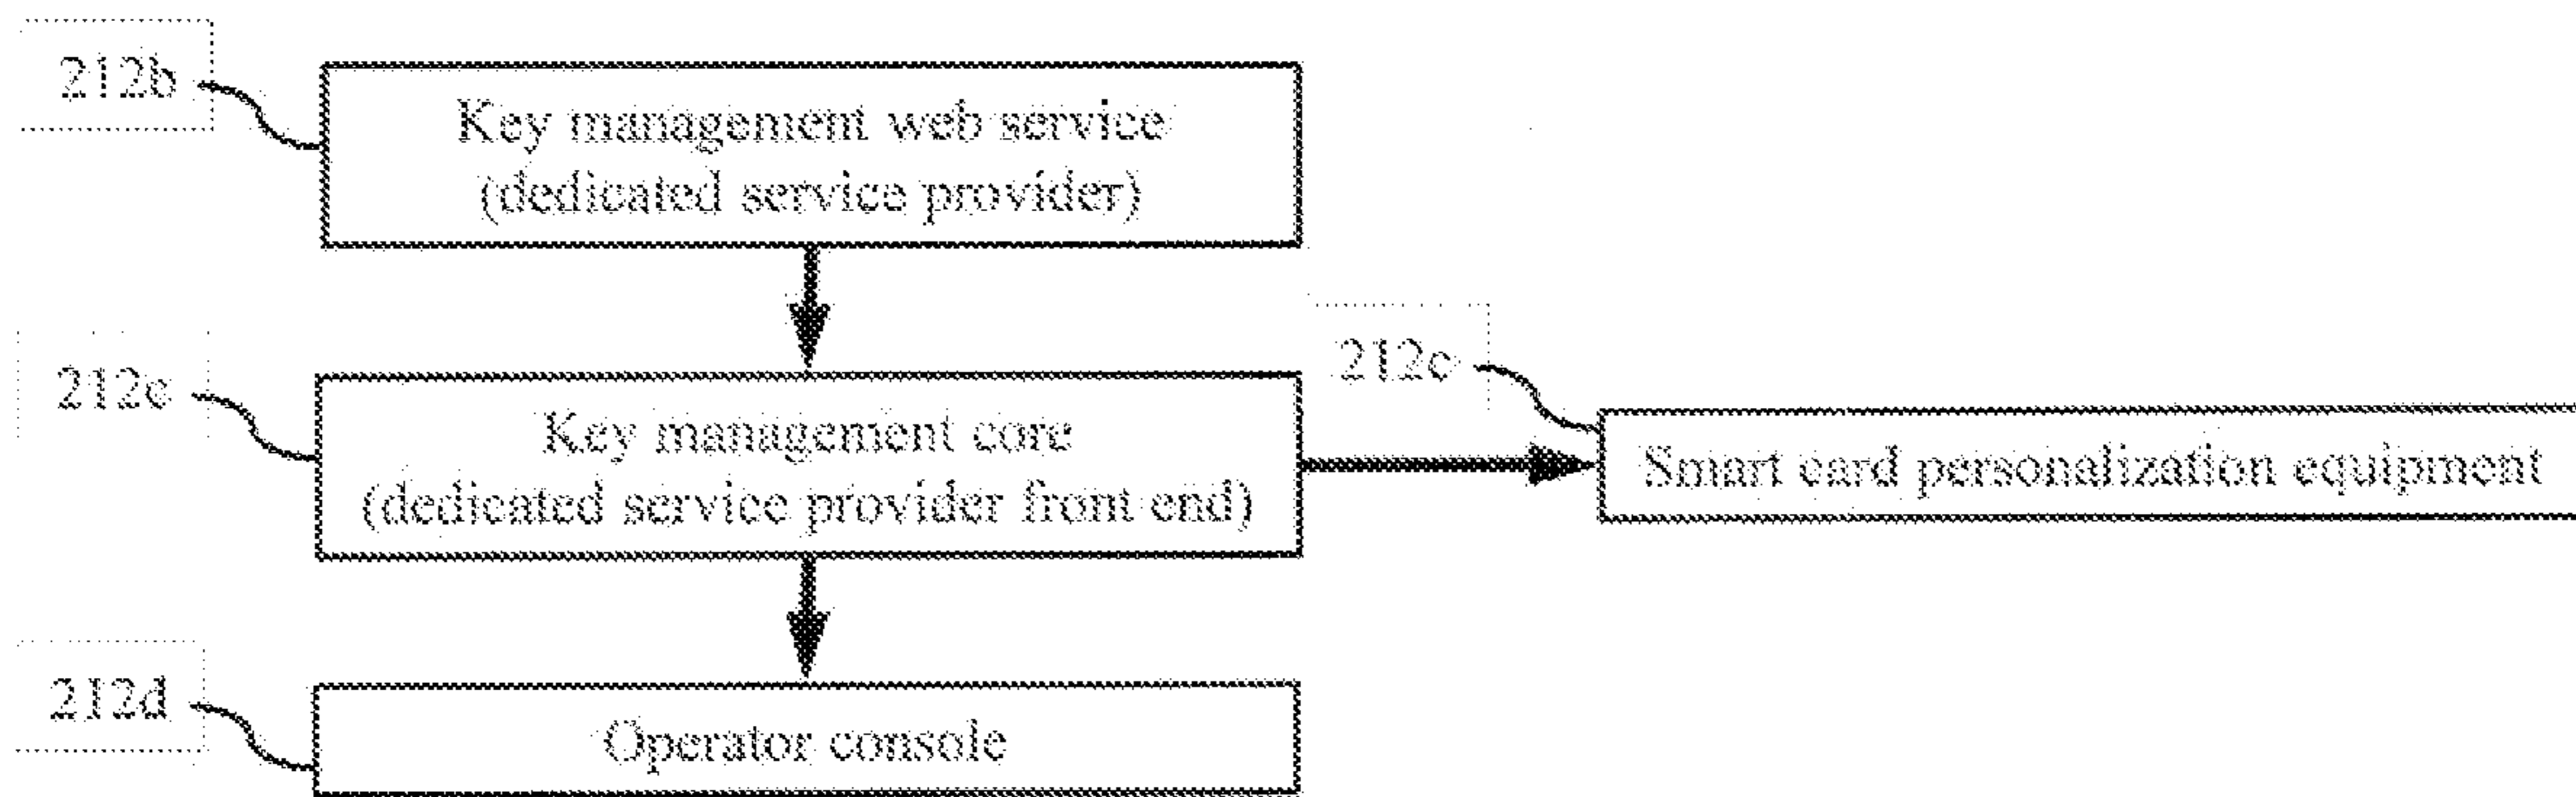 212b
Key management web service
(dedicated service provider)
212c
Key management core
(dedicated service provider front end)
212e
Smart card personalization equipment
212d
Operator console